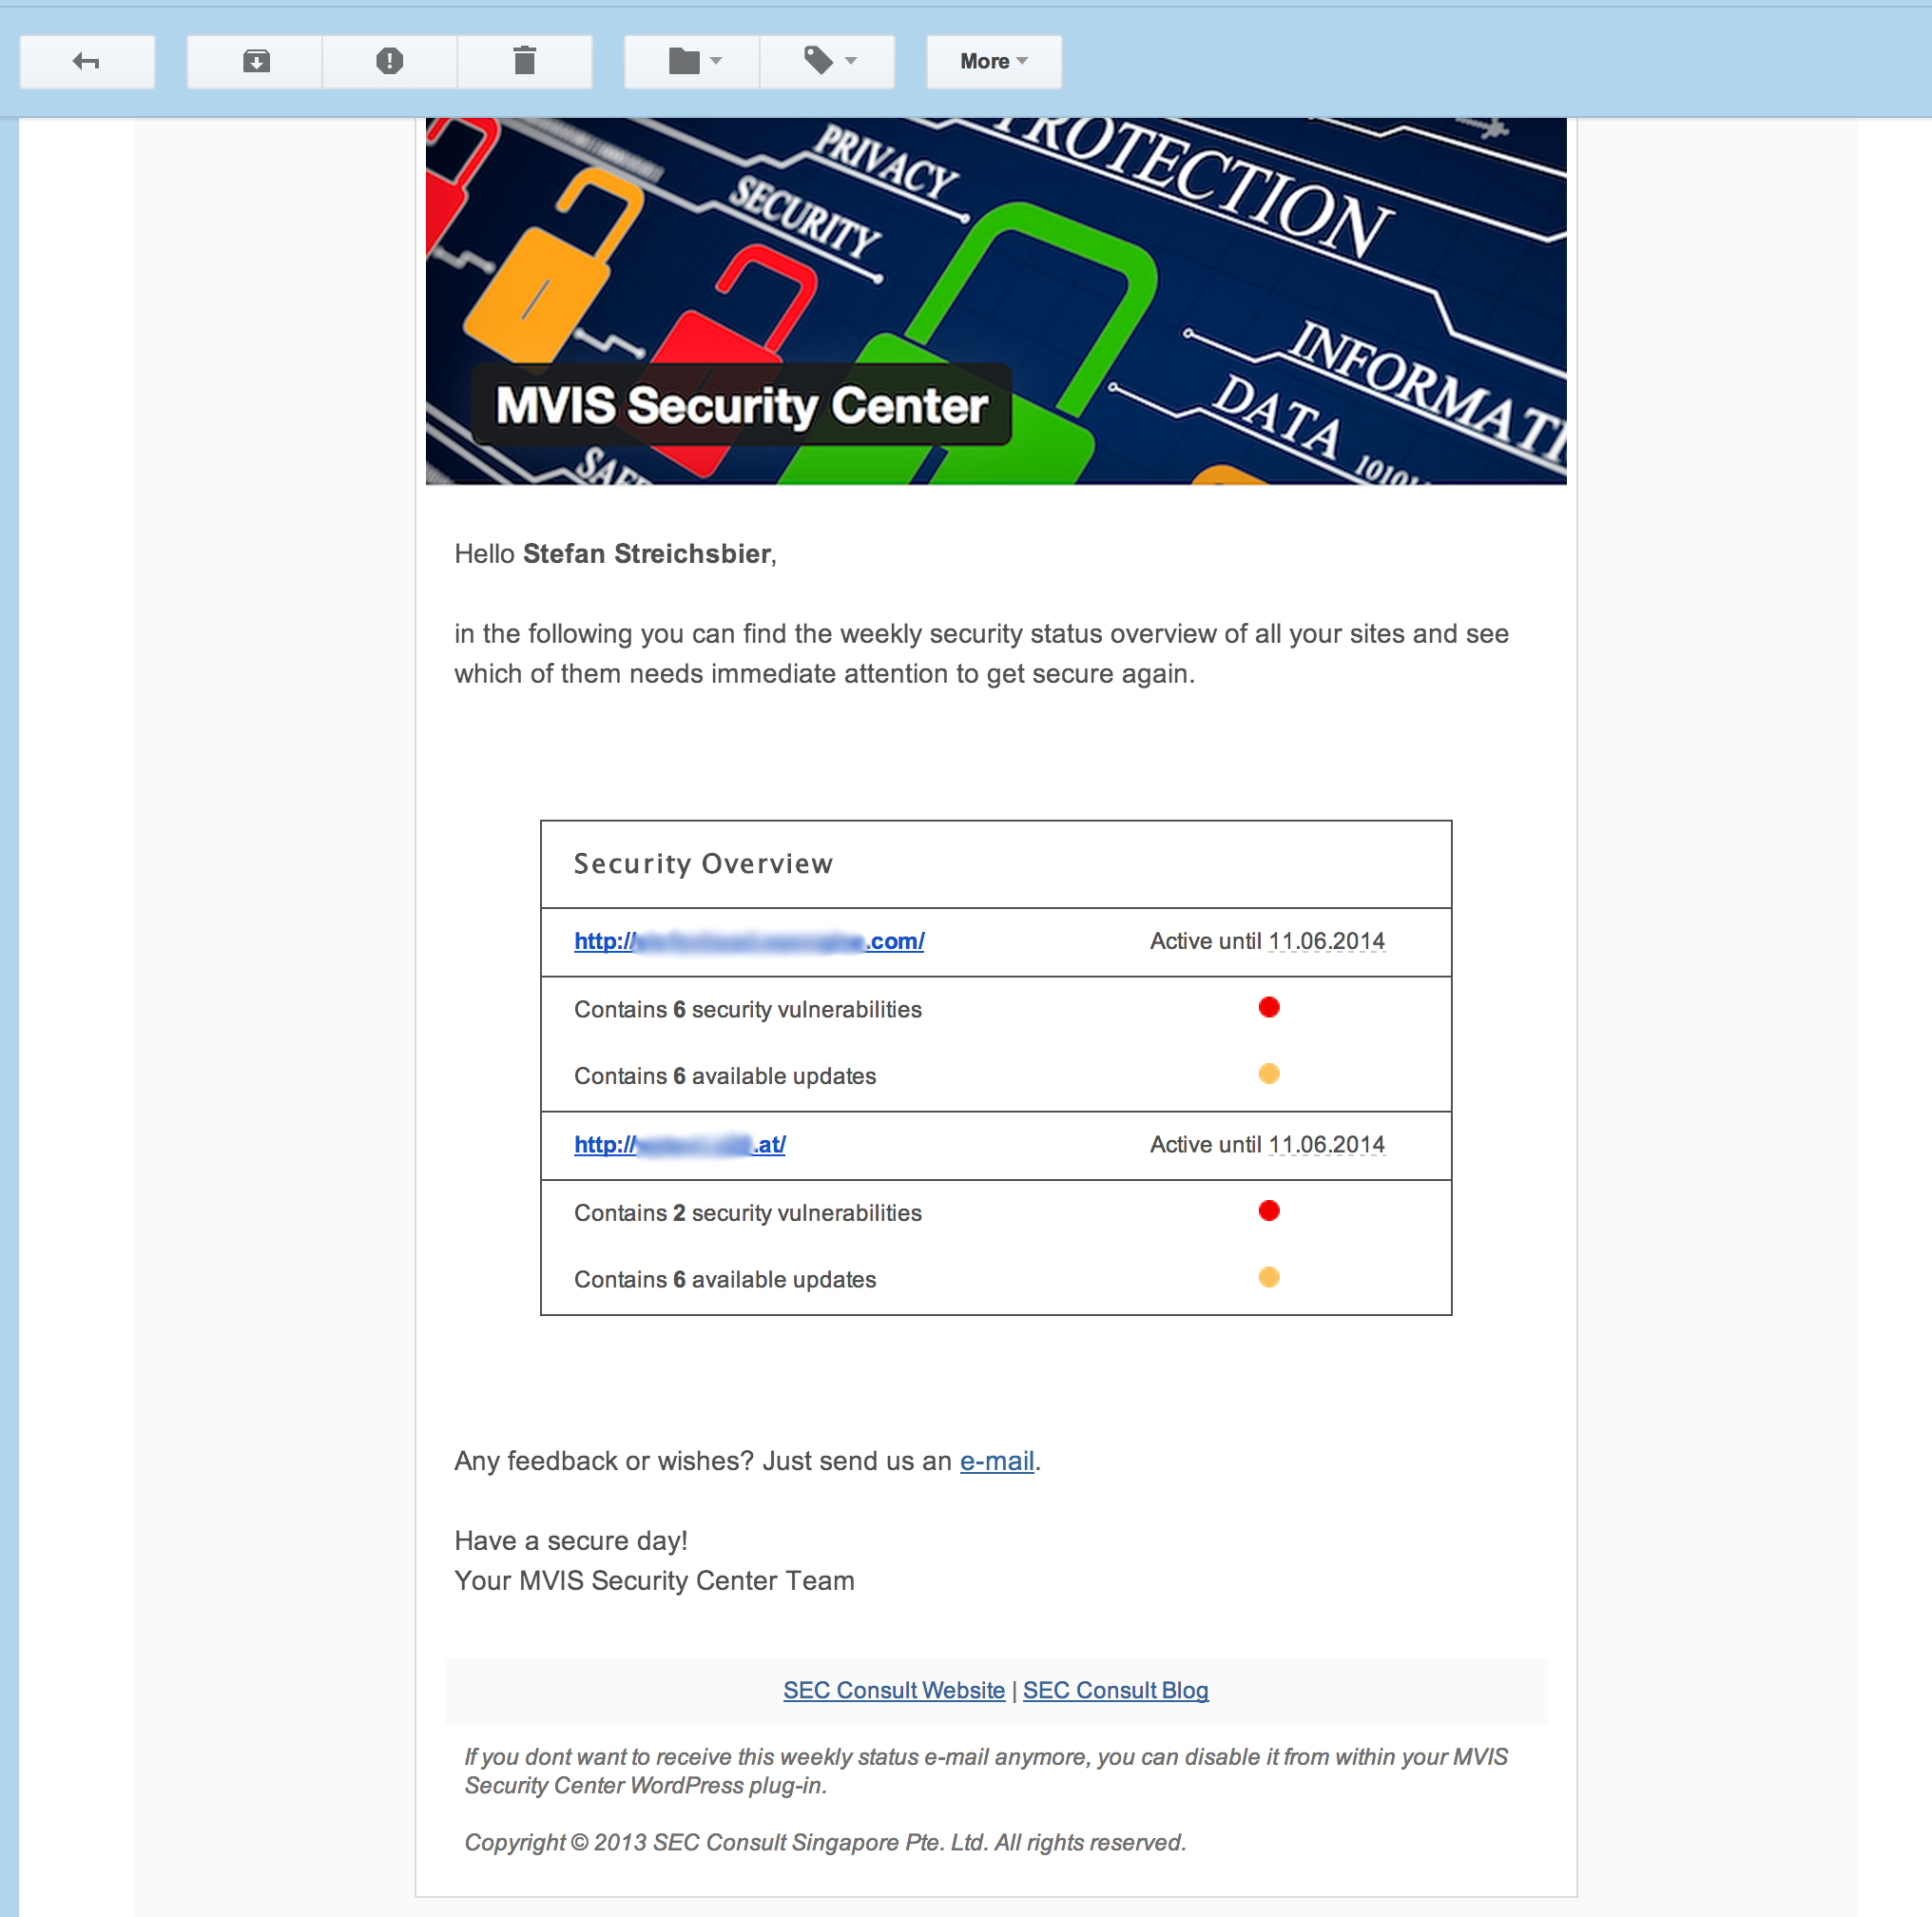 More
PROTECTION
PRIVACY
SECURITY
DATA
MVIS Security Center
Hello Stefan Streichsbier,
in the following you can find the weekly security status overview of all your sites and see
which of them needs immediate attention to get secure again.
Security Overview
http:// .com/ Active until 11.06.2014
Contains 6 security vulnerabilities
Contains 6 available updates
http:// .at/ Active until 11.06.2014
Contains 2 security vulnerabilities
Contains 6 available updates
Any feedback or wishes? Just send us an e-mail.
Have a secure day!
Your MVIS Security Center Team
SEC Consult Website | SEC Consult Blog
If you dont want to receive this weekly status e-mail anymore, you can disable it from within your MVIS
Security Center WordPress plug-in.
Copyright © 2013 SEC Consult Singapore Pte. Ltd. All rights reserved.